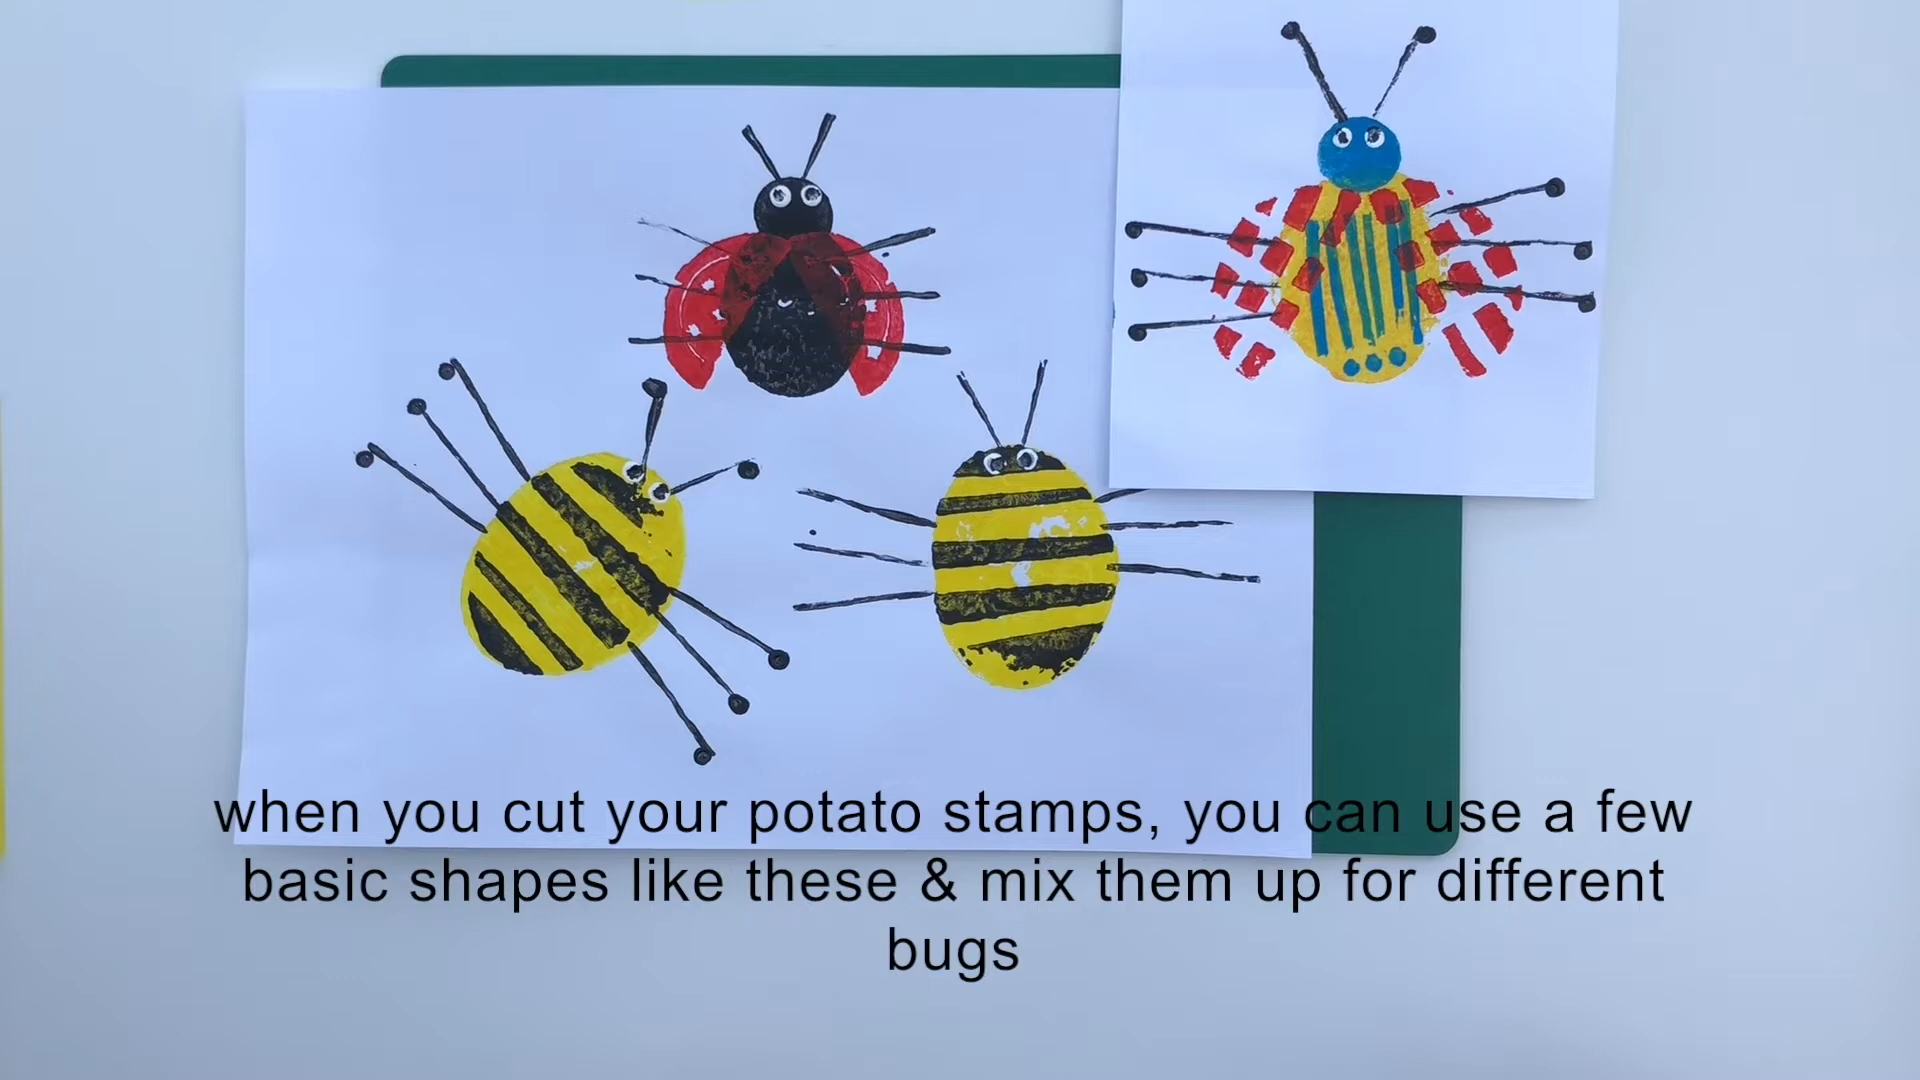 when you cut your potato stamps, you can use a few
basic shapes like these & mix them up for different
bugs